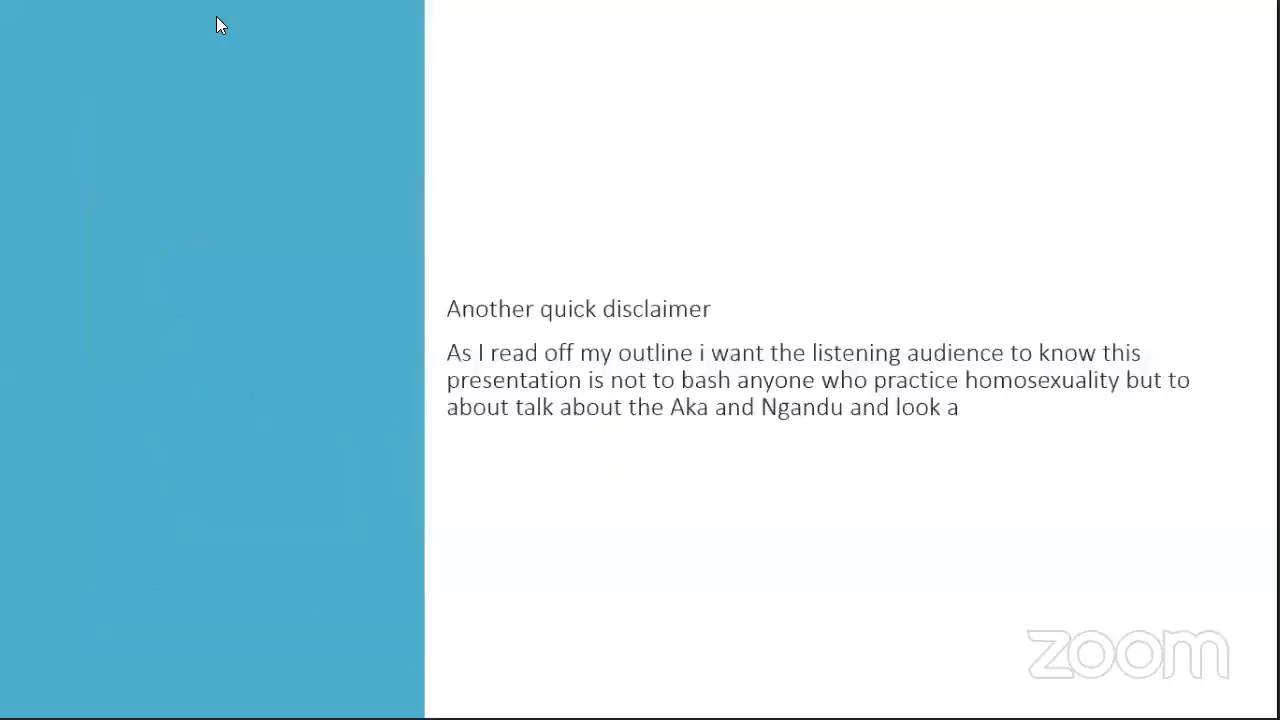 Another quick disclaimer
As I read off my outline i want the listening audience to know this
presentation is not to bash anyone who practice homosexuality but to
about talk about the Aka and Ngandu and look a
zoom